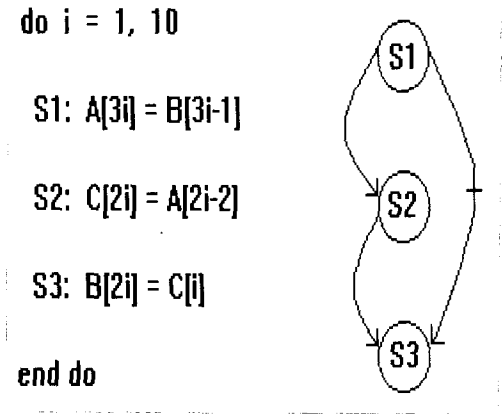 do i = 1, 10
S1: A[3i] = B[3i-1]
S2: C[2i] = A[2i-2]
S3: B[2i] = C[i]
end do
S1
S2
S3